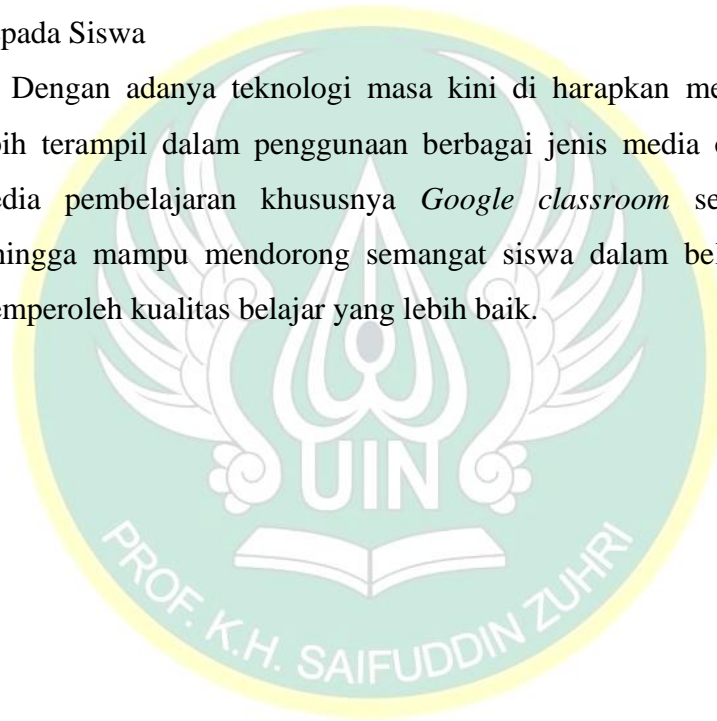 pada Siswa
Dengan adanya teknologi masa kini di harapkan me
ih terampil dalam penggunaan berbagai jenis media
edia pembelajaran khususnya Google classroom se
hingga mampu mendorong semangat siswa dalam bel
emperoleh kualitas belajar yang lebih baik.
UIN
PROF. K.H. SAIFUDDIN ZUHRI